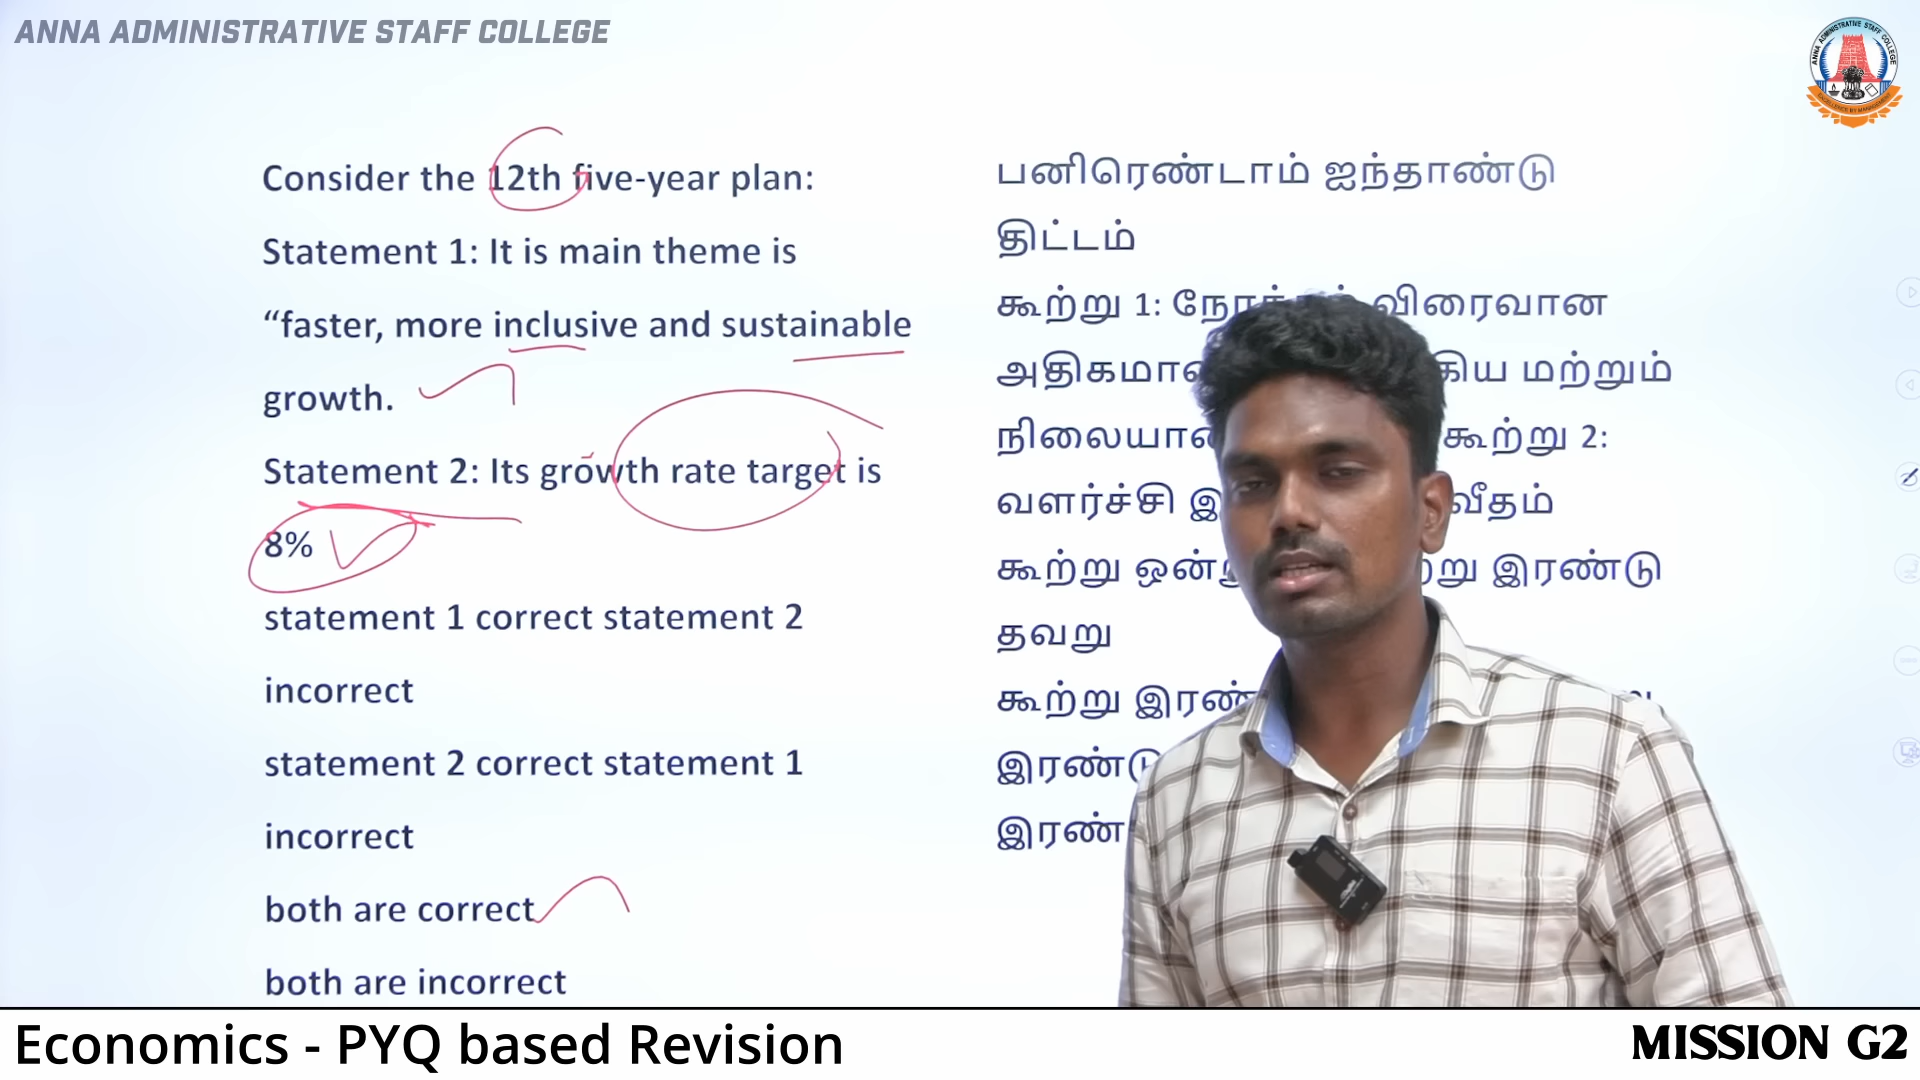 ANNA ADMINISTRATIVE STAFF COLLEGE
Consider the 12th five-year plan:
Statement 1: It is main theme is
“faster, more inclusive and sustainable
growth.
Statement 2: Its growth rate target is
8%
statement 1 correct statement 2
incorrect
statement 2 correct statement 1
incorrect
both are correct
both are incorrect
பனிரெண்டாம் ஐந்தாண்டு
திட்டம்
கூற்று 1: விரைவான
மற்றும்
கூற்று 2:
வளர்ச்சி
கூற்று இரண்டு
தவறு
கூற்று
Economics - PYQ based Revision
MISSION G2